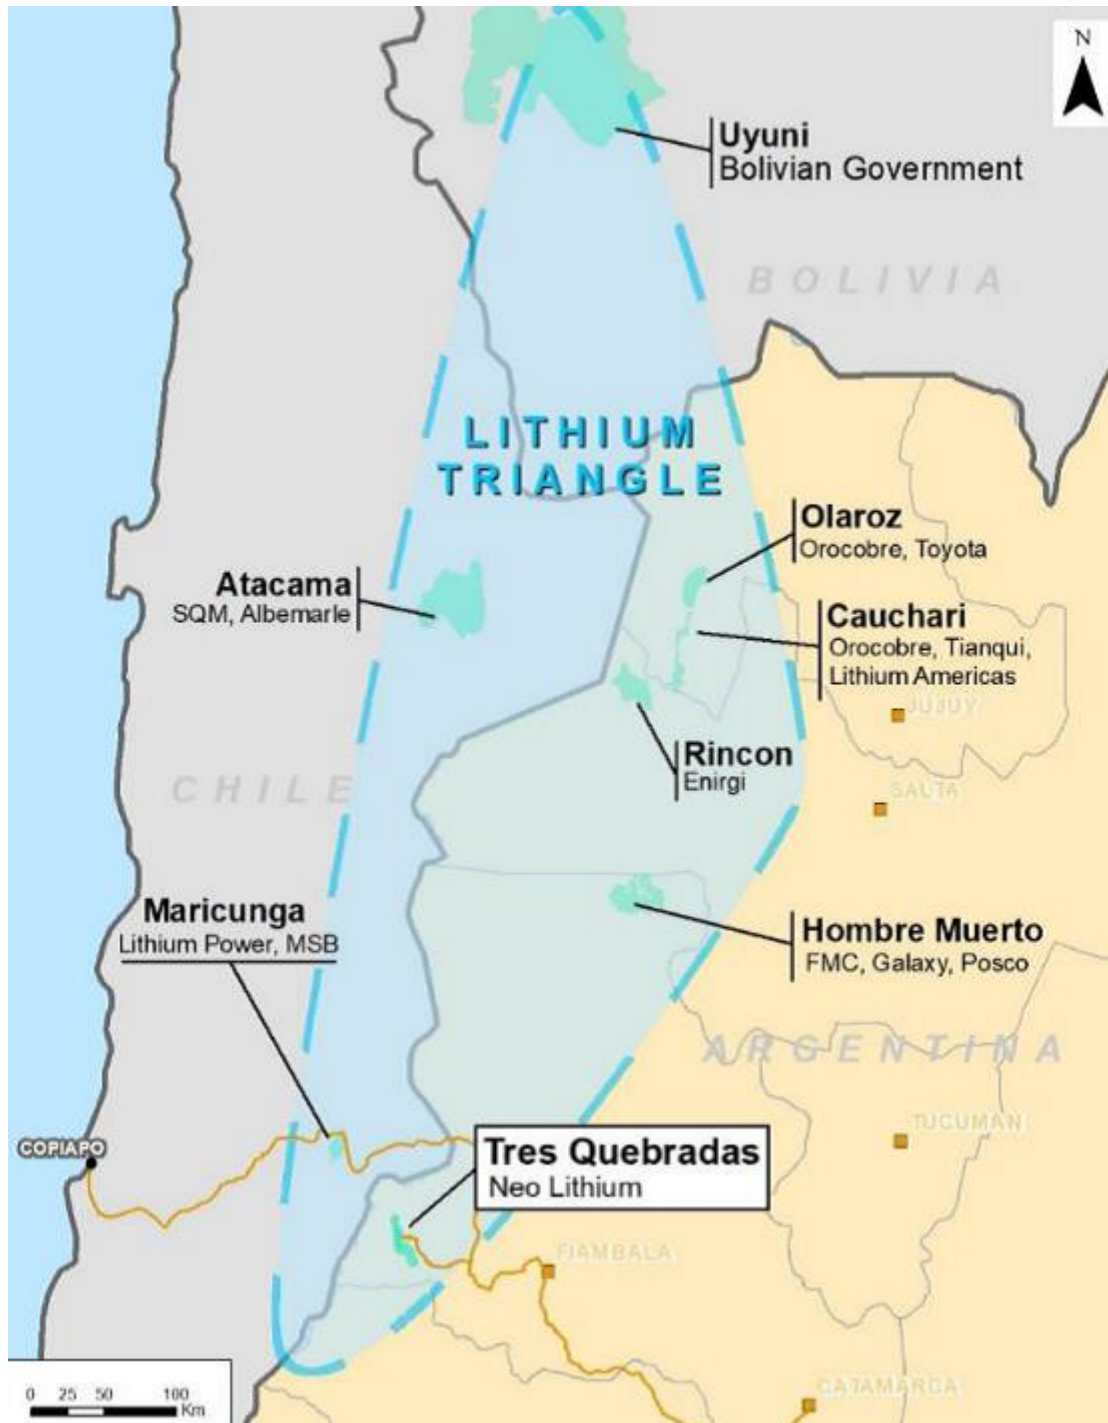 N
Uyuni
Bolivian Government
BOLIVIA
LITHIUM
TRIANGLE
Olaroz
Orocobre, Toyota
Atacama
SQM, Albemarle
Cauchari
Orocobre, Tianqui,
Lithium Americas
JUJUY
Rincon
Enirgi
CHILE
SALTA
Maricunga
Lithium Power, MSB
Hombre Muerto
FMC, Galaxy, Posco
ARGENTINA
TUCUMAN
COPIAPO
Tres Quebradas
Neo Lithium
FIAMBALA
CATAMARCA
0 25 50 100
Km